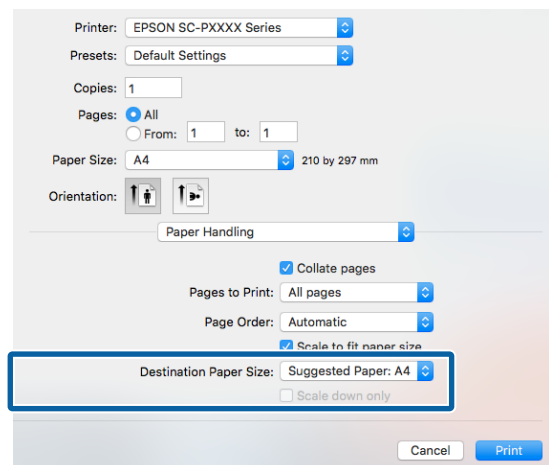 Printer: EPSON SC-PXXXX Series
Presets: Default Settings
Copies: 1
Pages: All
From: 1 to: 1
Paper Size: A4 210 by 297 mm
Orientation:
Paper Handling
Collate pages
Pages to Print: All pages
Page Order: Automatic
Scale to fit paper size
Destination Paper Size: Suggested Paper: A4
Scale down only
Cancel Print